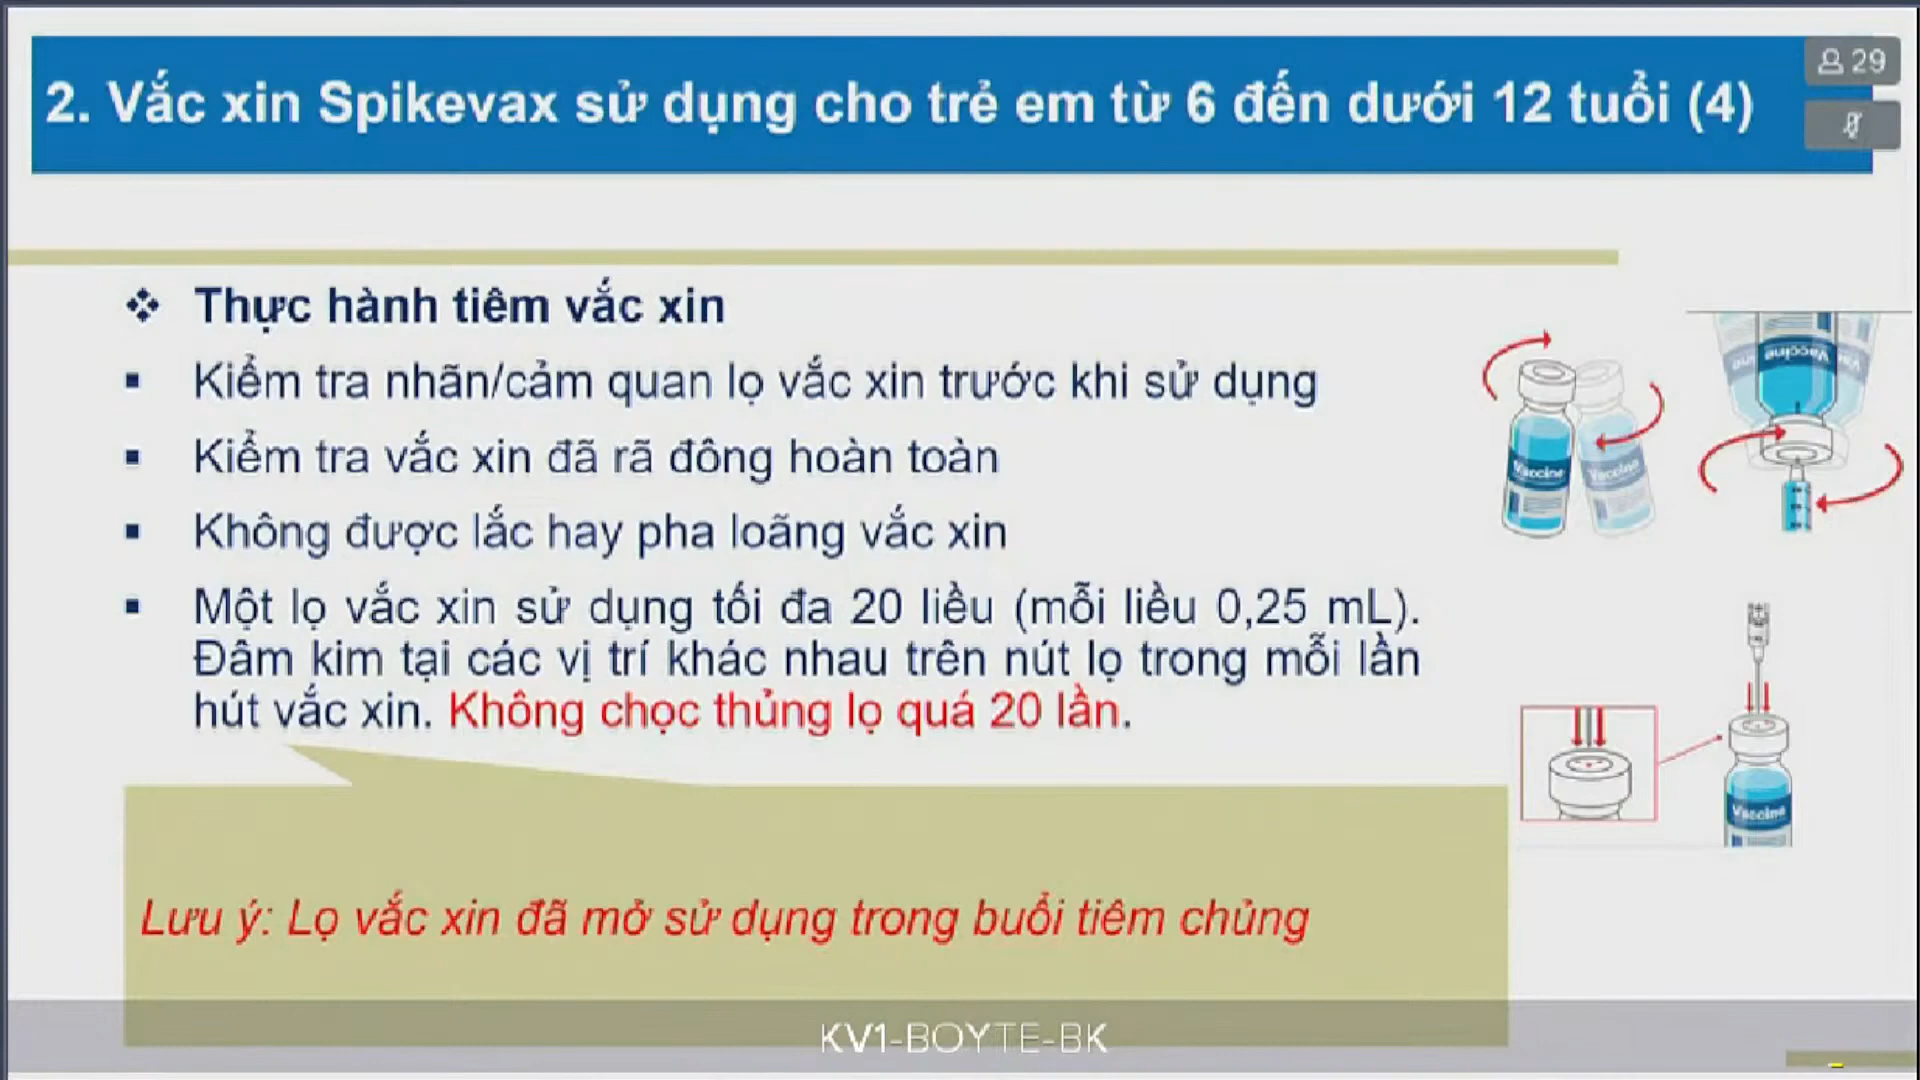 2. Vắc xin Spikevax sử dụng cho trẻ em từ 6 đến dưới 12 tuổi (4)
29
❖ Thực hành tiêm vắc xin
▪ Kiểm tra nhãn/cảm quan lọ vắc xin trước khi sử dụng
▪ Kiểm tra vắc xin đã rã đông hoàn toàn
▪ Không được lắc hay pha loãng vắc xin
▪ Một lọ vắc xin sử dụng tối đa 20 liều (mỗi liều 0,25 mL).
Đâm kim tại các vị trí khác nhau trên nút lọ trong mỗi lần
hút vắc xin. Không chọc thủng lọ quá 20 lần.
Vaccine
Vaccine
Vaccine
Vaccine
Lưu ý: Lọ vắc xin đã mở sử dụng trong buổi tiêm chủng
KV1-BOYTE-BK